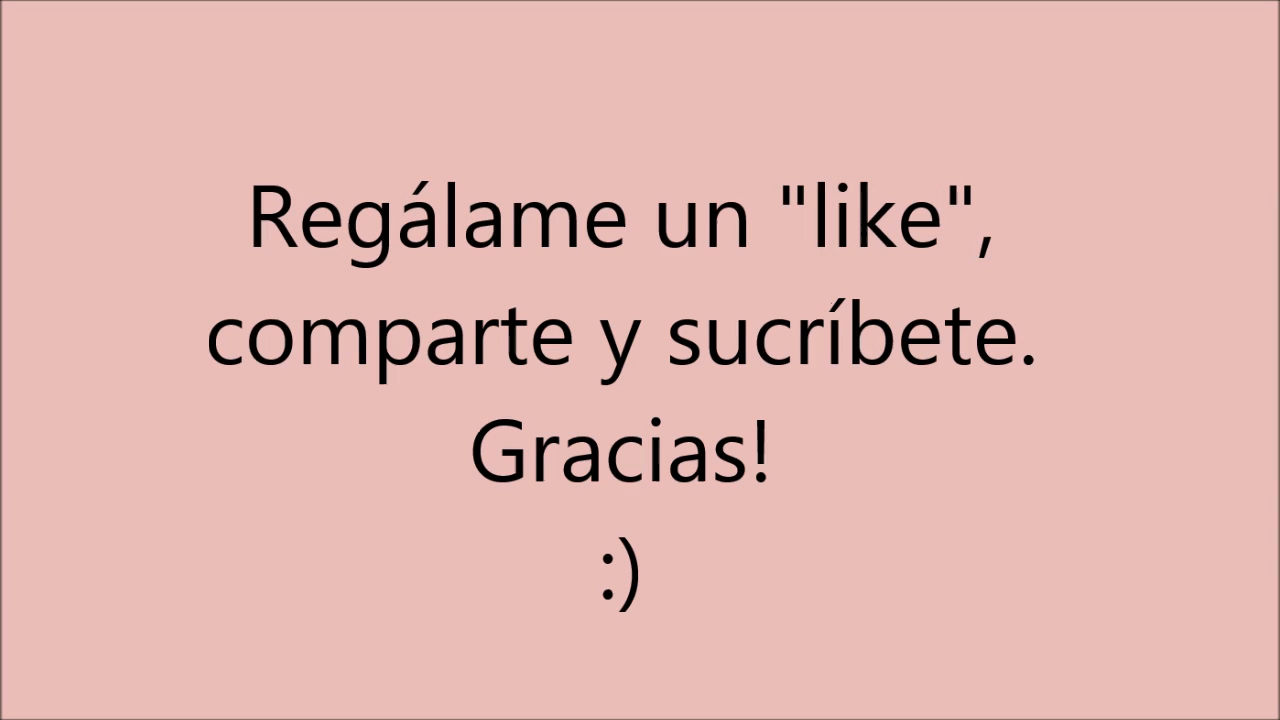 Regálame un "like",
comparte y sucríbete.
Gracias!
:)